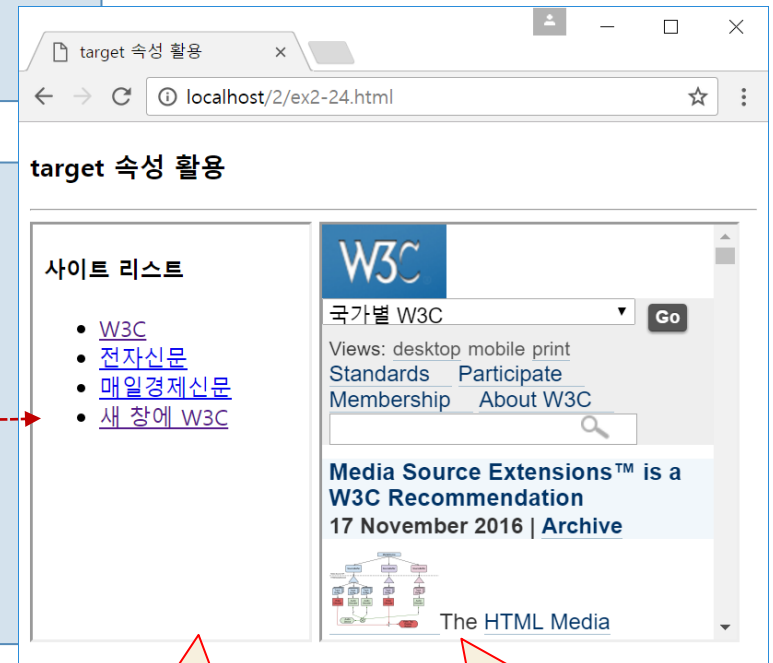 target 속성 활용
localhost/2/ex2-24.html
target 속성 활용
사이트 리스트
W3C
전자신문
매일경제신문
새 창에 W3C
W3C
국가별 W3C
Go
Views: desktop mobile print
Standards Participate
Membership About W3C
Media Source Extensions™ is a
W3C Recommendation
17 November 2016 | Archive
The HTML Media